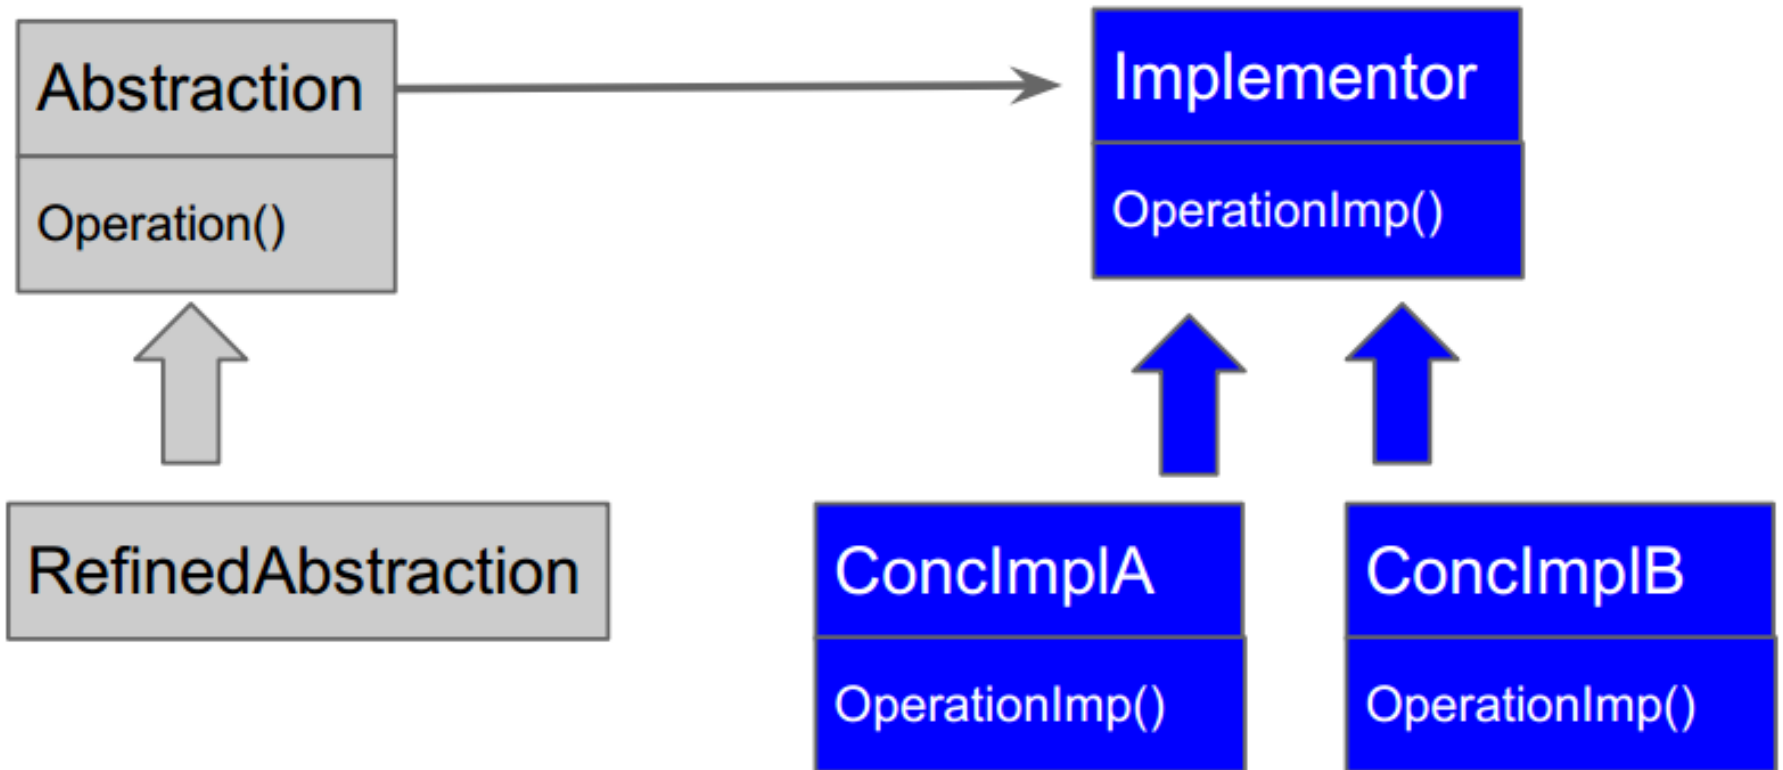 Abstraction
Operation()
Implementor
OperationImp()
RefinedAbstraction
ConcImplA
OperationImp()
ConcImplB
OperationImp()